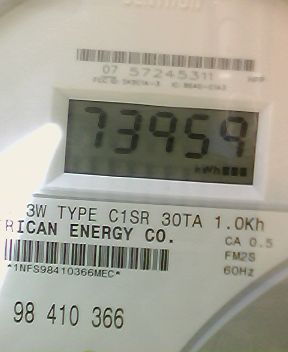 07 57245311 HPP
73959
kWh
3W TYPE C1SR 30TA 1.0Kh
RICAN ENERGY CO.
CA 0.5
FM2S
*1NFS98410366MEC*
60Hz
98 410 366